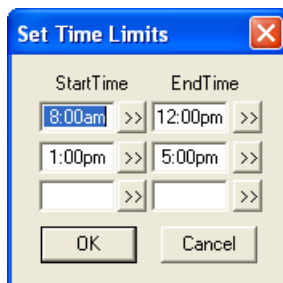 Set Time Limits
StartTime EndTime
8:00am >> 12:00pm >>
1:00pm >> 5:00pm >>
>> >>
OK Cancel